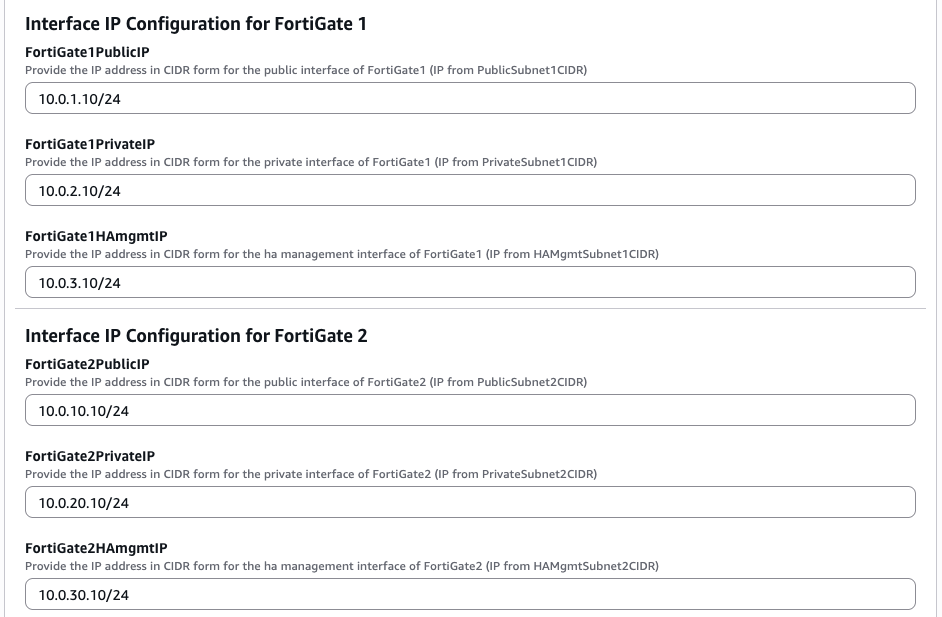 Interface IP Configuration for FortiGate 1
FortiGate1PublicIP
Provide the IP address in CIDR form for the public interface of FortiGate1 (IP from PublicSubnet1CIDR)
10.0.1.10/24
FortiGate1PrivateIP
Provide the IP address in CIDR form for the private interface of FortiGate1 (IP from PrivateSubnet1CIDR)
10.0.2.10/24
FortiGate1HAmgmtIP
Provide the IP address in CIDR form for the ha management interface of FortiGate1 (IP from HAMgmtSubnet1CIDR)
10.0.3.10/24
Interface IP Configuration for FortiGate 2
FortiGate2PublicIP
Provide the IP address in CIDR form for the public interface of FortiGate2 (IP from PublicSubnet2CIDR)
10.0.10.10/24
FortiGate2PrivateIP
Provide the IP address in CIDR form for the private interface of FortiGate2 (IP from PrivateSubnet2CIDR)
10.0.20.10/24
FortiGate2HAmgmtIP
Provide the IP address in CIDR form for the ha management interface of FortiGate2 (IP from HAMgmtSubnet2CIDR)
10.0.30.10/24